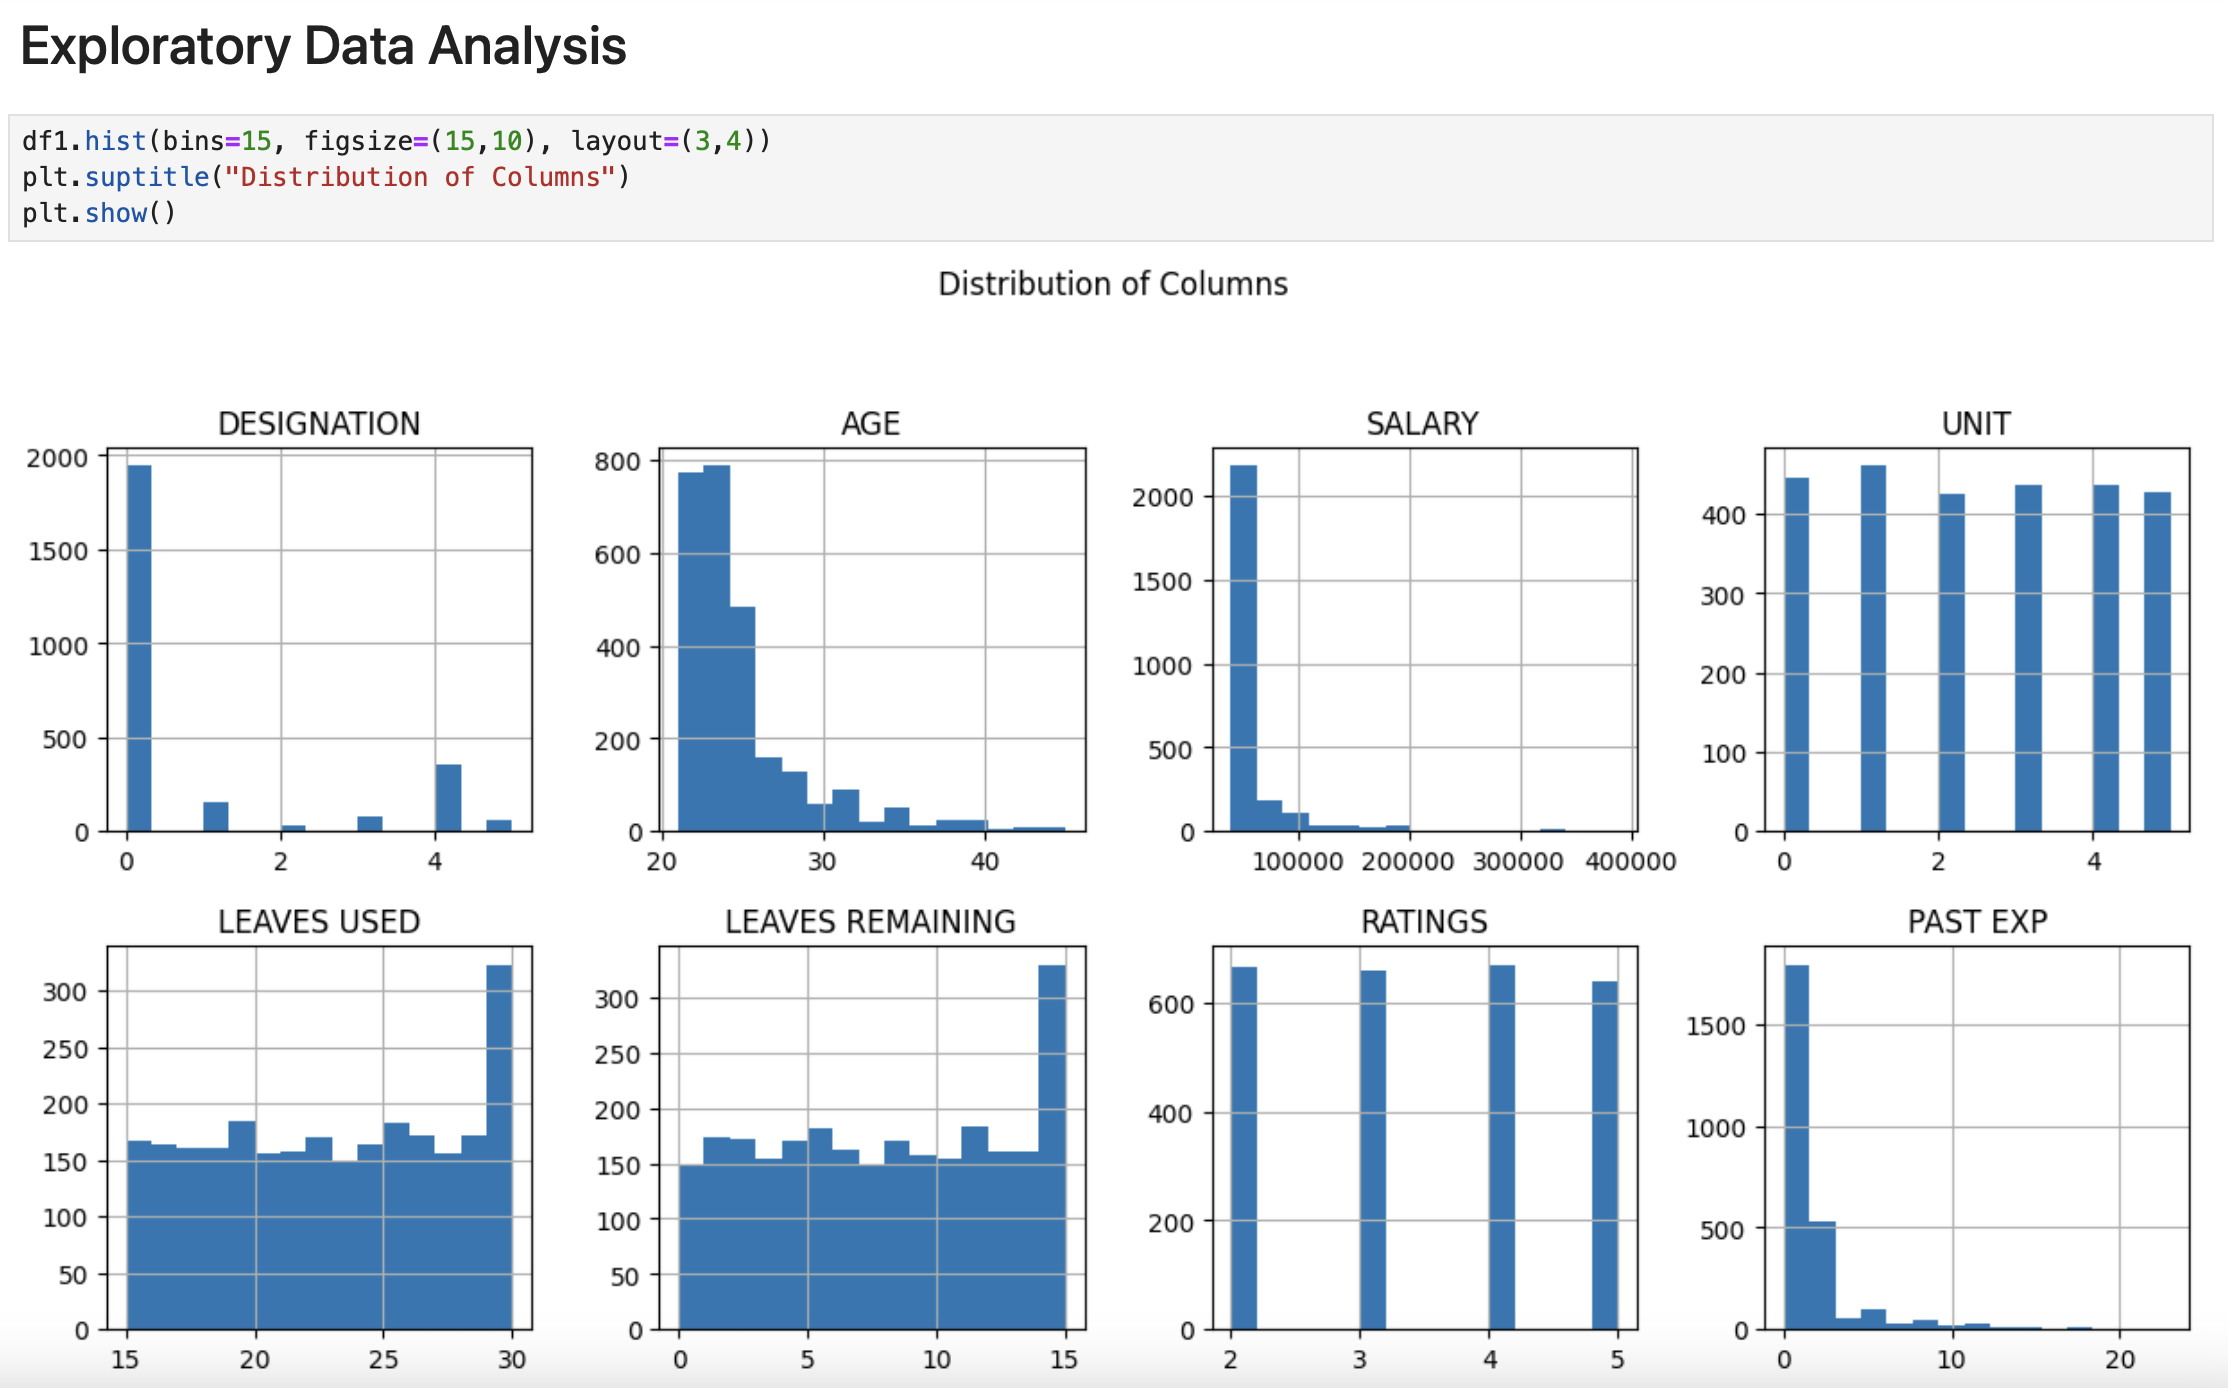 Exploratory Data Analysis
df1.hist(bins=15, figsize=(15,10), layout=(3,4))
plt.suptitle("Distribution of Columns")
plt.show()
Distribution of Columns
DESIGNATION
2000
1500
1000
500
0
0 2 4
AGE
800
600
400
200
0
20 30 40
SALARY
2000
1500
1000
500
0
100000 200000 300000 400000
UNIT
400
300
200
100
0
0 2 4
LEAVES USED
300
250
200
150
100
50
0
15 20 25 30
LEAVES REMAINING
300
250
200
150
100
50
0
0 5 10 15
RATINGS
600
400
200
0
2 3 4 5
PAST EXP
1500
1000
500
0
0 10 20